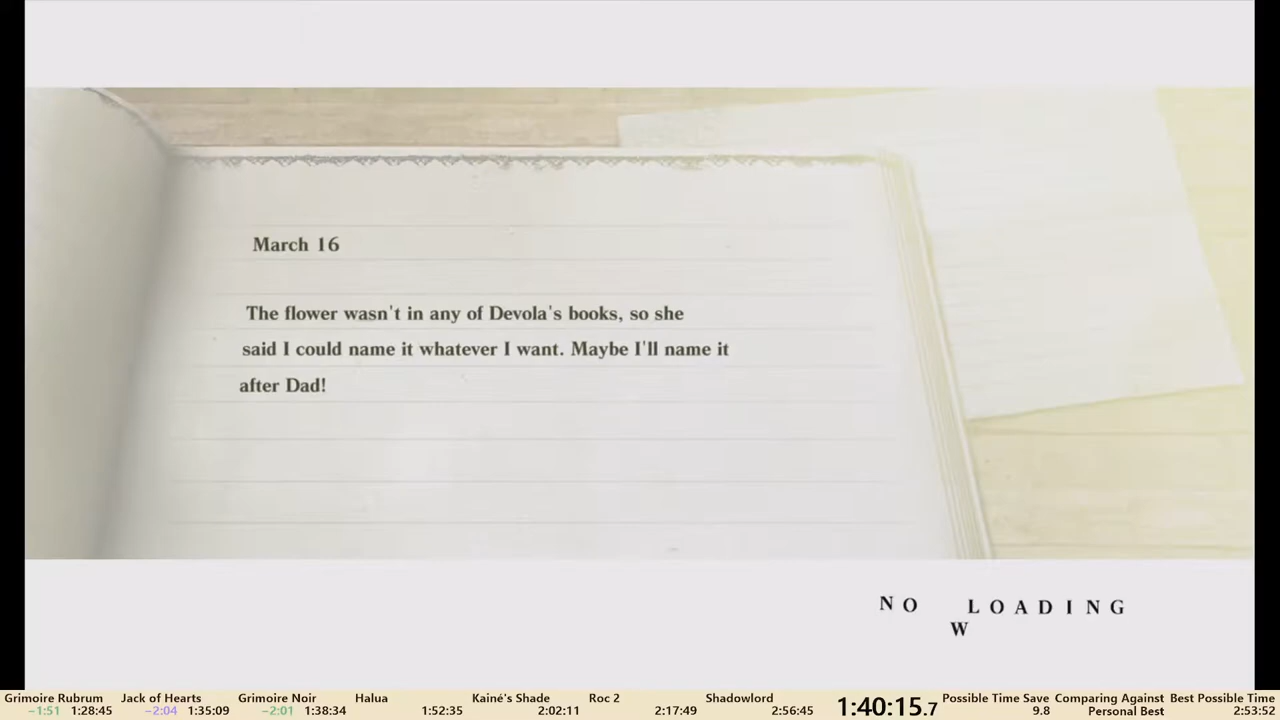 March 16
The flower wasn't in any of Devola's books, so she
said I could name it whatever I want. Maybe I'll name it
after Dad!
NOW LOADING
Grimoire Rubrum Jack of Hearts Grimoire Noir Halua Kainé's Shade Roc 2 Shadowlord 1:40:15.7 Possible Time Save Comparing Against Best Possible Time
−1:51 1:28:45 −2:04 1:35:09 −2:01 1:38:34 1:52:35 2:02:11 2:17:49 2:56:45 9.8 Personal Best 2:53:52